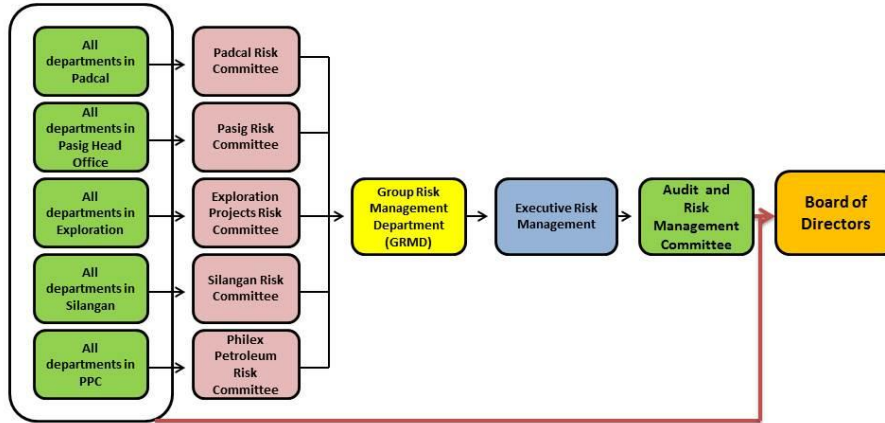 All
departments in
Padcal
Padcal Risk
Committee
All
departments in
Pasig Head
Office
Pasig Risk
Committee
All
departments in
Exploration
Exploration
Projects Risk
Committee
Group Risk
Management
Department
(GRMD)
Executive Risk
Management
Audit and
Risk
Management
Committee
Board of
Directors
All
departments in
Silangan
Silangan Risk
Committee
All
departments in
PPC
Philex
Petroleum
Risk
Committee